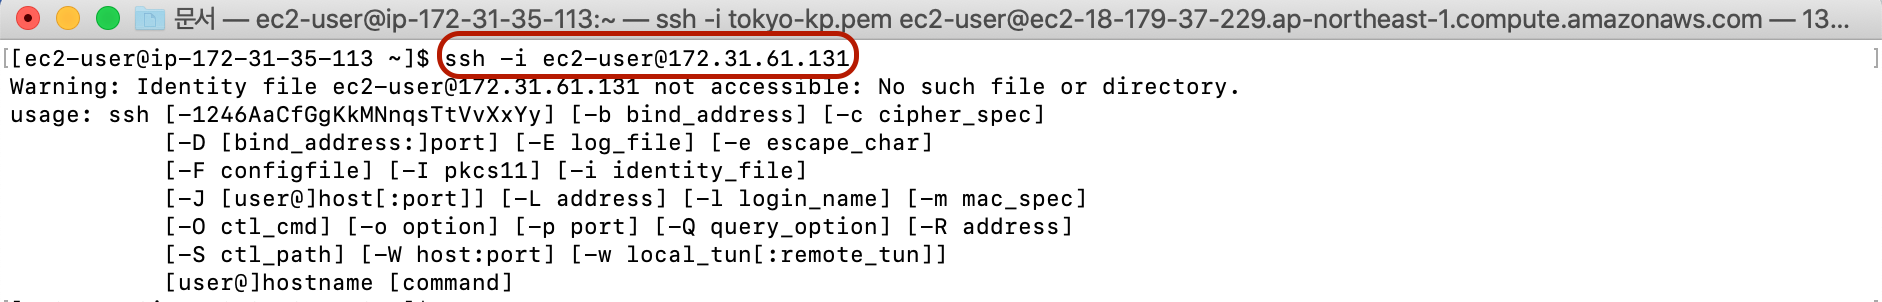 문서 — ec2-user@ip-172-31-35-113:~ — ssh -i tokyo-kp.pem ec2-user@ec2-18-179-37-229.ap-northeast-1.compute.amazonaws.com — 13...
[[ec2-user@ip-172-31-35-113 ~]$ ssh -i ec2-user@172.31.61.131 ]
Warning: Identity file ec2-user@172.31.61.131 not accessible: No such file or directory.
usage: ssh [-1246AaCfGgKkMNnqsTtVvXxYy] [-b bind_address] [-c cipher_spec]
           [-D [bind_address:]port] [-E log_file] [-e escape_char]
           [-F configfile] [-I pkcs11] [-i identity_file]
           [-J [user@]host[:port]] [-L address] [-l login_name] [-m mac_spec]
           [-O ctl_cmd] [-o option] [-p port] [-Q query_option] [-R address]
           [-S ctl_path] [-W host:port] [-w local_tun[:remote_tun]]
           [user@]hostname [command]